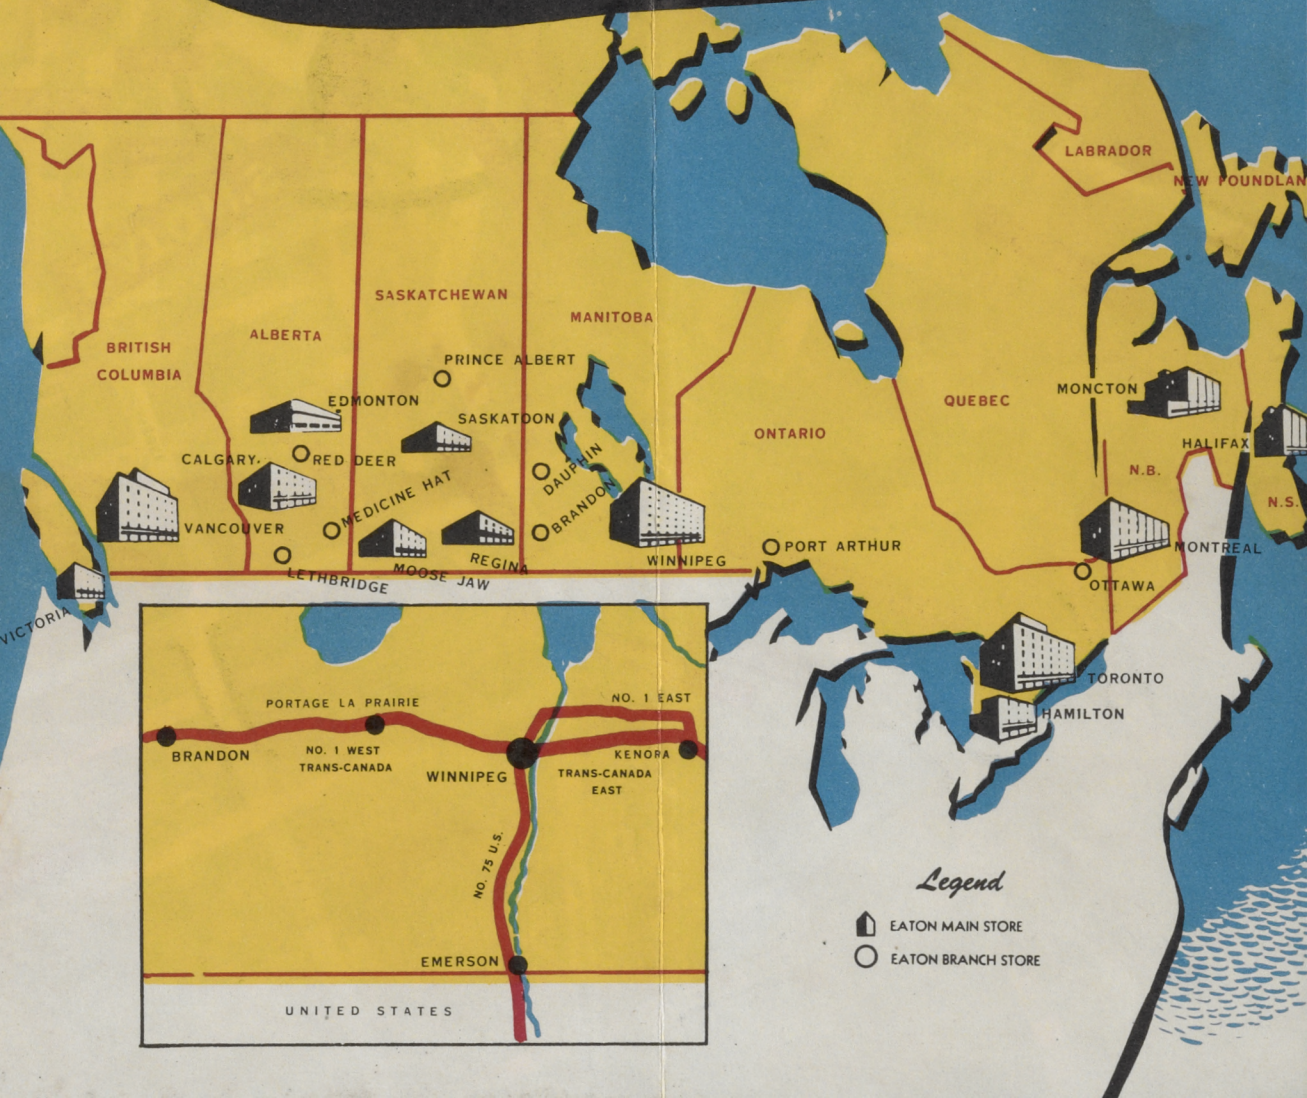 LABRADOR
NEW FOUNDLAN
SASKATCHEWAN
MANITOBA
ALBERTA
BRITISH
COLUMBIA
PRINCE ALBERT
MONCTON
EDMONTON
QUEBEC
SASKATOON
ONTARIO
HALIFAX
CALGARY.
RED DEER
DAUPHIN
N.B.
MEDICINE HAT
BRANDON
N.S.
VANCOUVER
PORT ARTHUR
MONTREAL
REGINA
WINNIPEG
LETHBRIDGE
MOOSE JAW
OTTAWA
VICTORIA
TORONTO
HAMILTON
PORTAGE LA PRAIRIE
NO. 1 EAST
BRANDON
NO. 1 WEST
TRANS-CANADA
WINNIPEG
KENORA
TRANS-CANADA
EAST
NO. 75 U.S.
EMERSON
UNITED STATES
Legend
EATON MAIN STORE
EATON BRANCH STORE